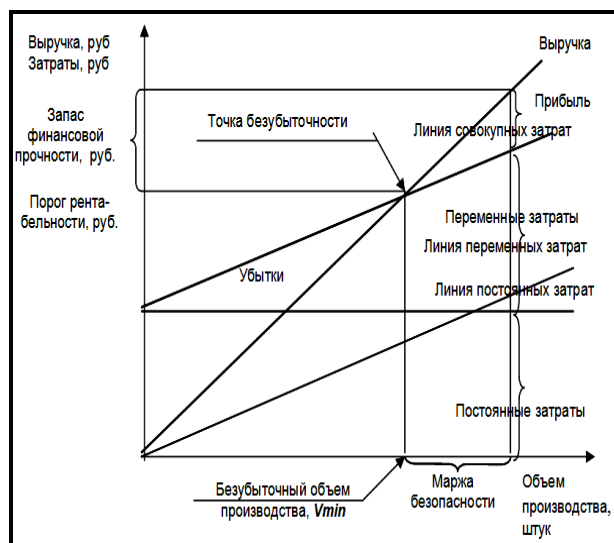 Выручка, руб
Затраты, руб
Выручка
Прибыль
Запас
финансовой
прочности, руб.
Точка безубыточности
Линия совокупных затрат
Порог рента-
бельности, руб.
Переменные затраты
Линия переменных затрат
Убытки
Линия постоянных затрат
Постоянные затраты
Безубыточный объем
производства, Vmin
Маржа
безопасности
Объем
производства,
штук